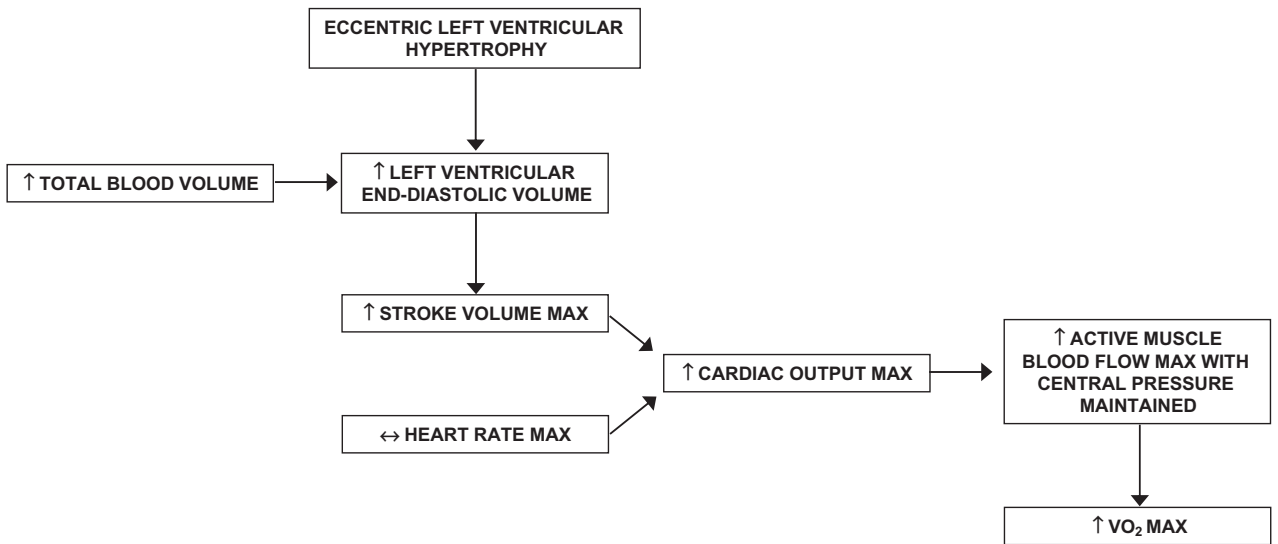 ECCENTRIC LEFT VENTRICULAR
HYPERTROPHY
↑ TOTAL BLOOD VOLUME
↑ LEFT VENTRICULAR
END-DIASTOLIC VOLUME
↑ STROKE VOLUME MAX
↔ HEART RATE MAX
↑ CARDIAC OUTPUT MAX
↑ ACTIVE MUSCLE
BLOOD FLOW MAX WITH
CENTRAL PRESSURE
MAINTAINED
↑ VO₂ MAX